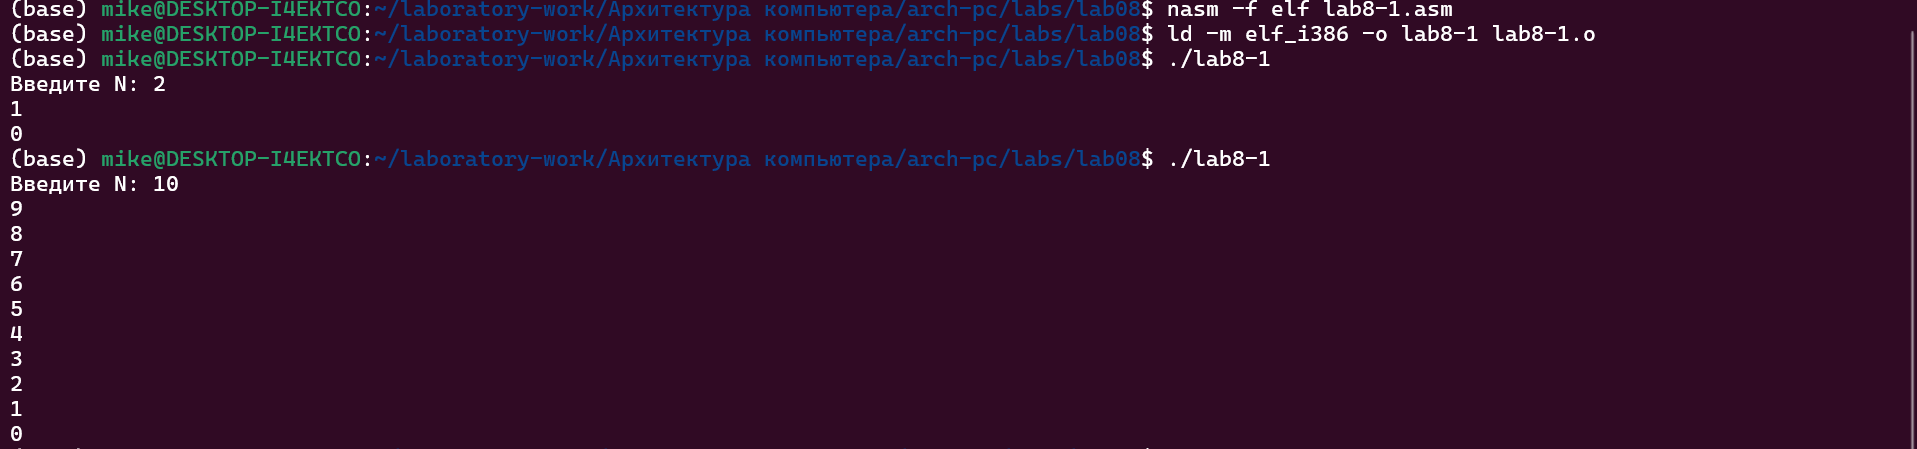 (base) mike@DESKTOP-I4EKTCO:~/laboratory-work/Архитектура компьютера/arch-pc/labs/lab08$ nasm -f elf lab8-1.asm
(base) mike@DESKTOP-I4EKTCO:~/laboratory-work/Архитектура компьютера/arch-pc/labs/lab08$ ld -m elf_i386 -o lab8-1 lab8-1.o
(base) mike@DESKTOP-I4EKTCO:~/laboratory-work/Архитектура компьютера/arch-pc/labs/lab08$ ./lab8-1
Введите N: 2
1
0
(base) mike@DESKTOP-I4EKTCO:~/laboratory-work/Архитектура компьютера/arch-pc/labs/lab08$ ./lab8-1
Введите N: 10
9
8
7
6
5
4
3
2
1
0